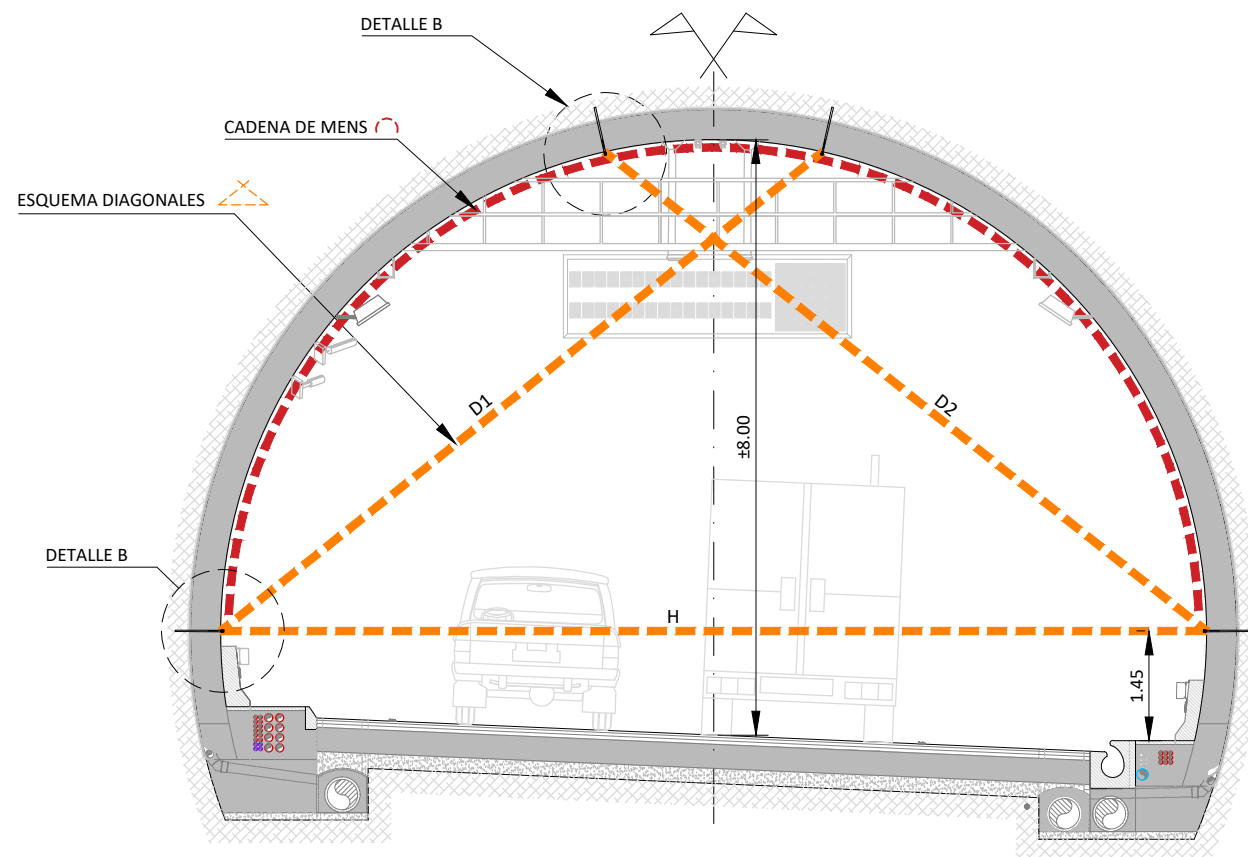 DETALLE B
CADENA DE MENS
ESQUEMA DIAGONALES
D1
D2
±8.00
DETALLE B
H
1.45